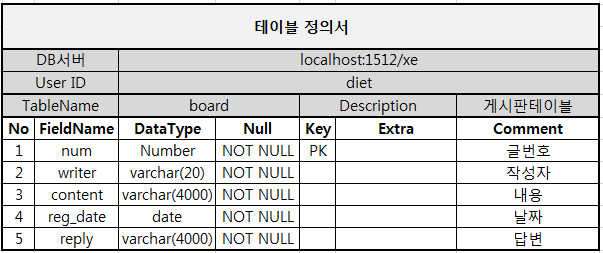 테이블 정의서
DB서버 localhost:1512/xe
User ID diet
TableName board Description 게시판테이블
No FieldName DataType Null Key Extra Comment
1 num Number NOT NULL PK 글번호
2 writer varchar(20) NOT NULL 작성자
3 content varchar(4000) NOT NULL 내용
4 reg_date date NOT NULL 날짜
5 reply varchar(4000) NOT NULL 답변